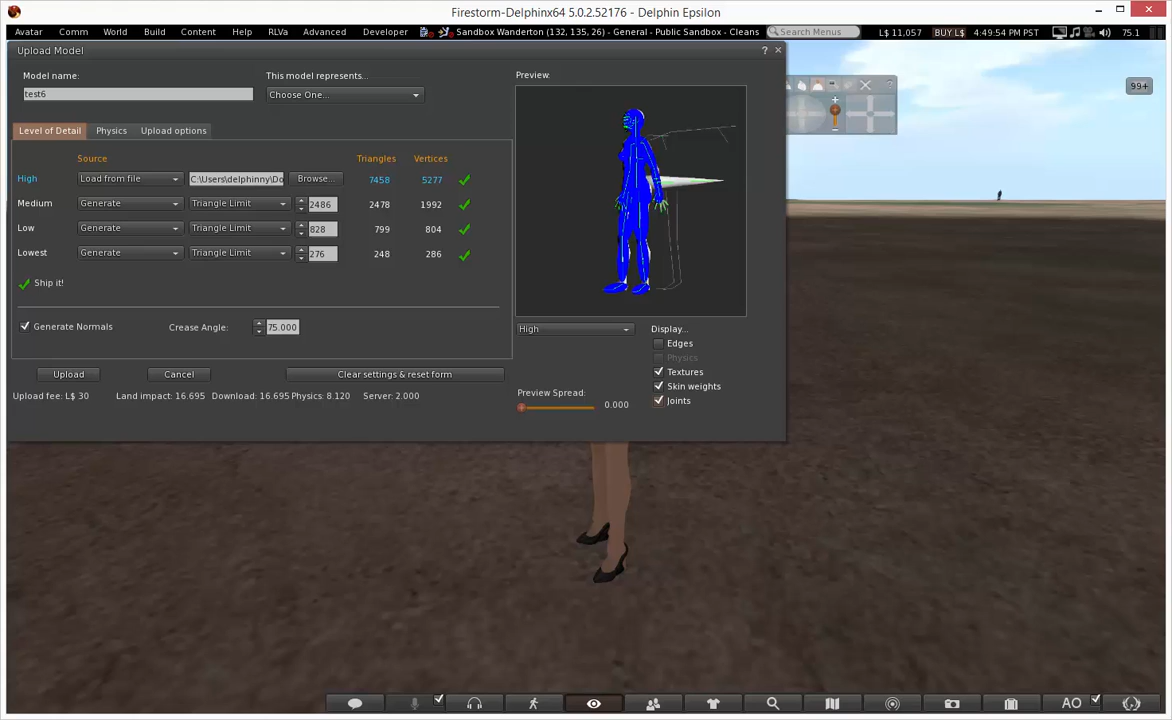 Firestorm-Delphinx64 5.0.2.52176 - Delphin Epsilon
Avatar Comm World Build Content Help RLVa Advanced Developer Sandbox Wanderton (132, 135, 26) - General - Public Sandbox - Cleans Search Menus L$ 11,057 BUY L$ 4:49:54 PM PST 75.1
Upload Model ?
99+
Model name: This model represents... Preview:
test6 Choose One...
Level of Detail Physics Upload options
Source Triangles Vertices
High Load from file C:\Users\delphinny\Do Browse... 7458 5277
Medium Generate Triangle Limit 2486 2478 1992
Low Generate Triangle Limit 828 799 804
Lowest Generate Triangle Limit 276 248 286
Ship it!
Generate Normals Crease Angle: 75.000
High Display...
Edges
Physics
Textures
Skin weights
Joints
Upload Cancel Clear settings & reset form
Upload fee: L$ 30 Land impact: 16.695 Download: 16.695 Physics: 8.120 Server: 2.000
Preview Spread: 0.000
AO